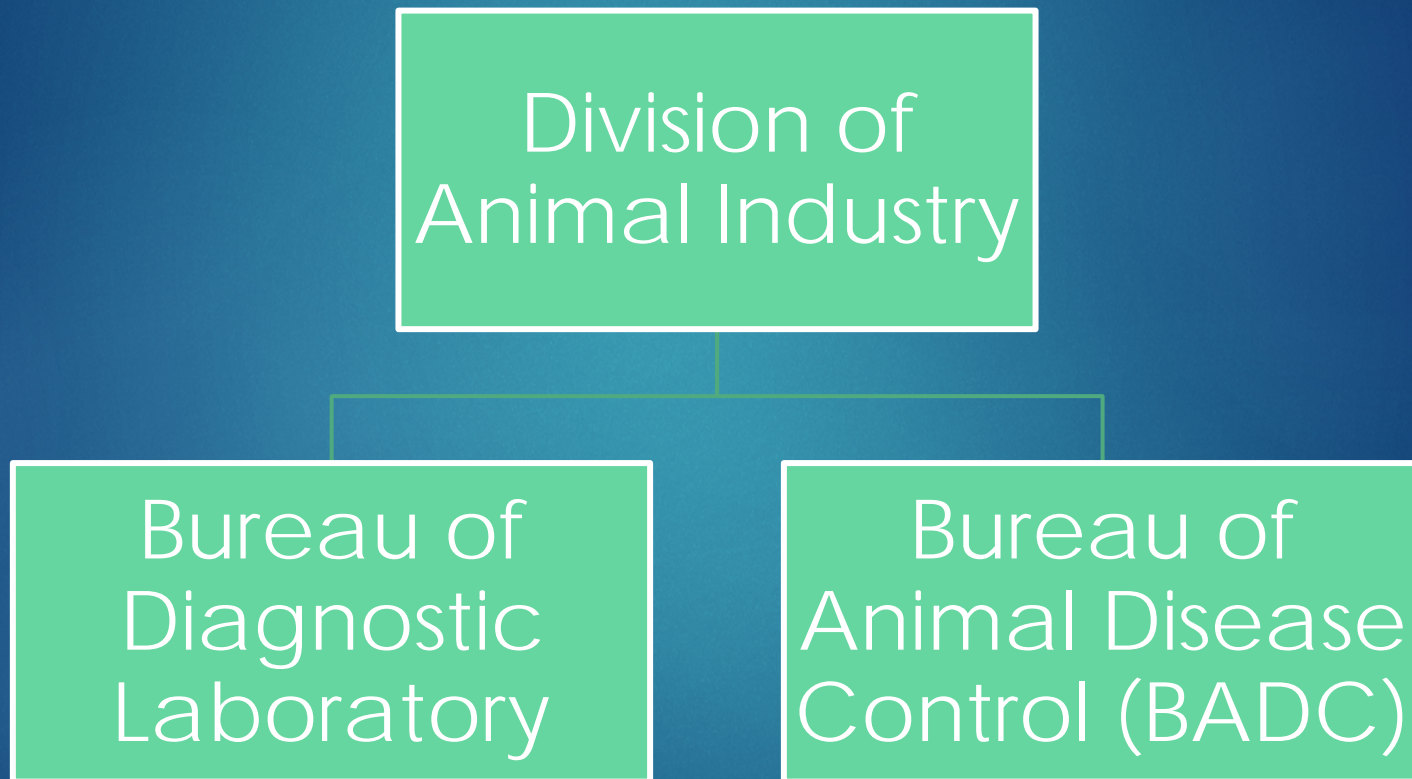 Division of
Animal Industry
Bureau of
Diagnostic
Laboratory
Bureau of
Animal Disease
Control (BADC)